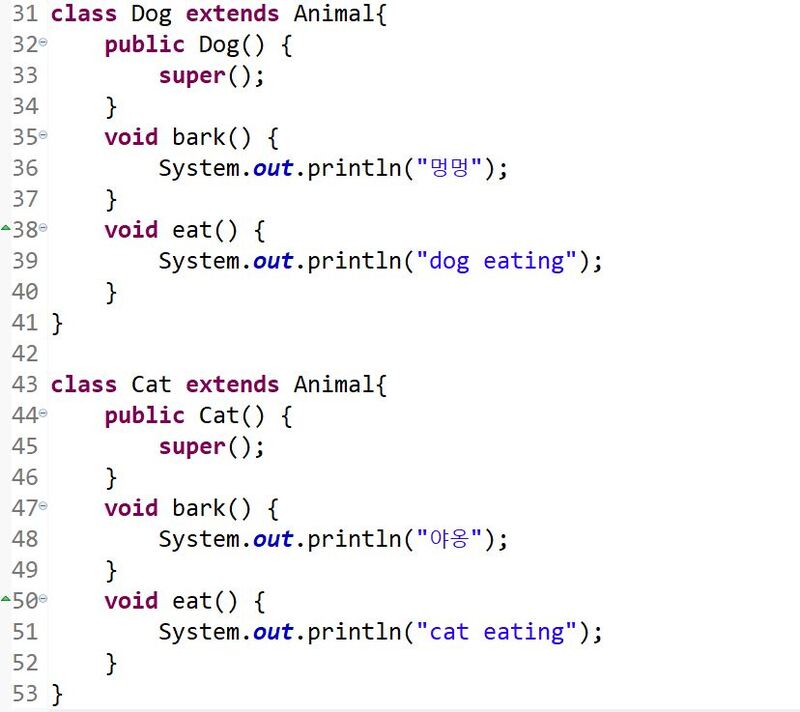 31 class Dog extends Animal{
32 public Dog() {
33 super();
34 }
35 void bark() {
36 System.out.println("멍멍");
37 }
38 void eat() {
39 System.out.println("dog eating");
40 }
41 }
42
43 class Cat extends Animal{
44 public Cat() {
45 super();
46 }
47 void bark() {
48 System.out.println("야옹");
49 }
50 void eat() {
51 System.out.println("cat eating");
52 }
53 }